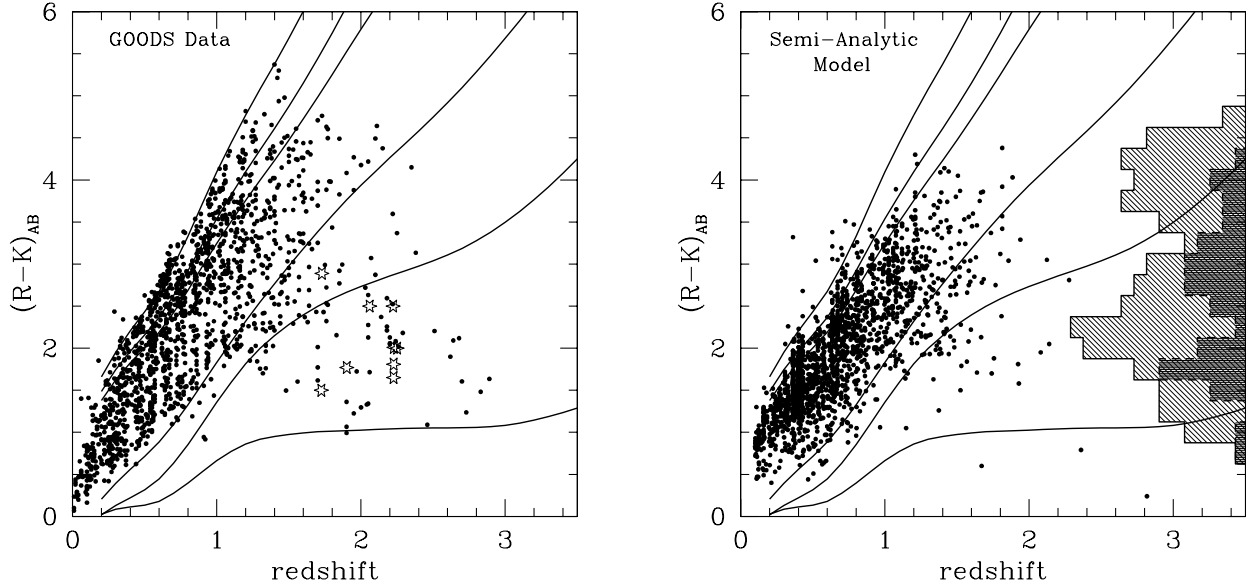 GOODS Data
6
4
2
0
(R−K)AB
0 1 2 3
redshift
Semi−Analytic
Model
6
4
2
0
(R−K)AB
0 1 2 3
redshift